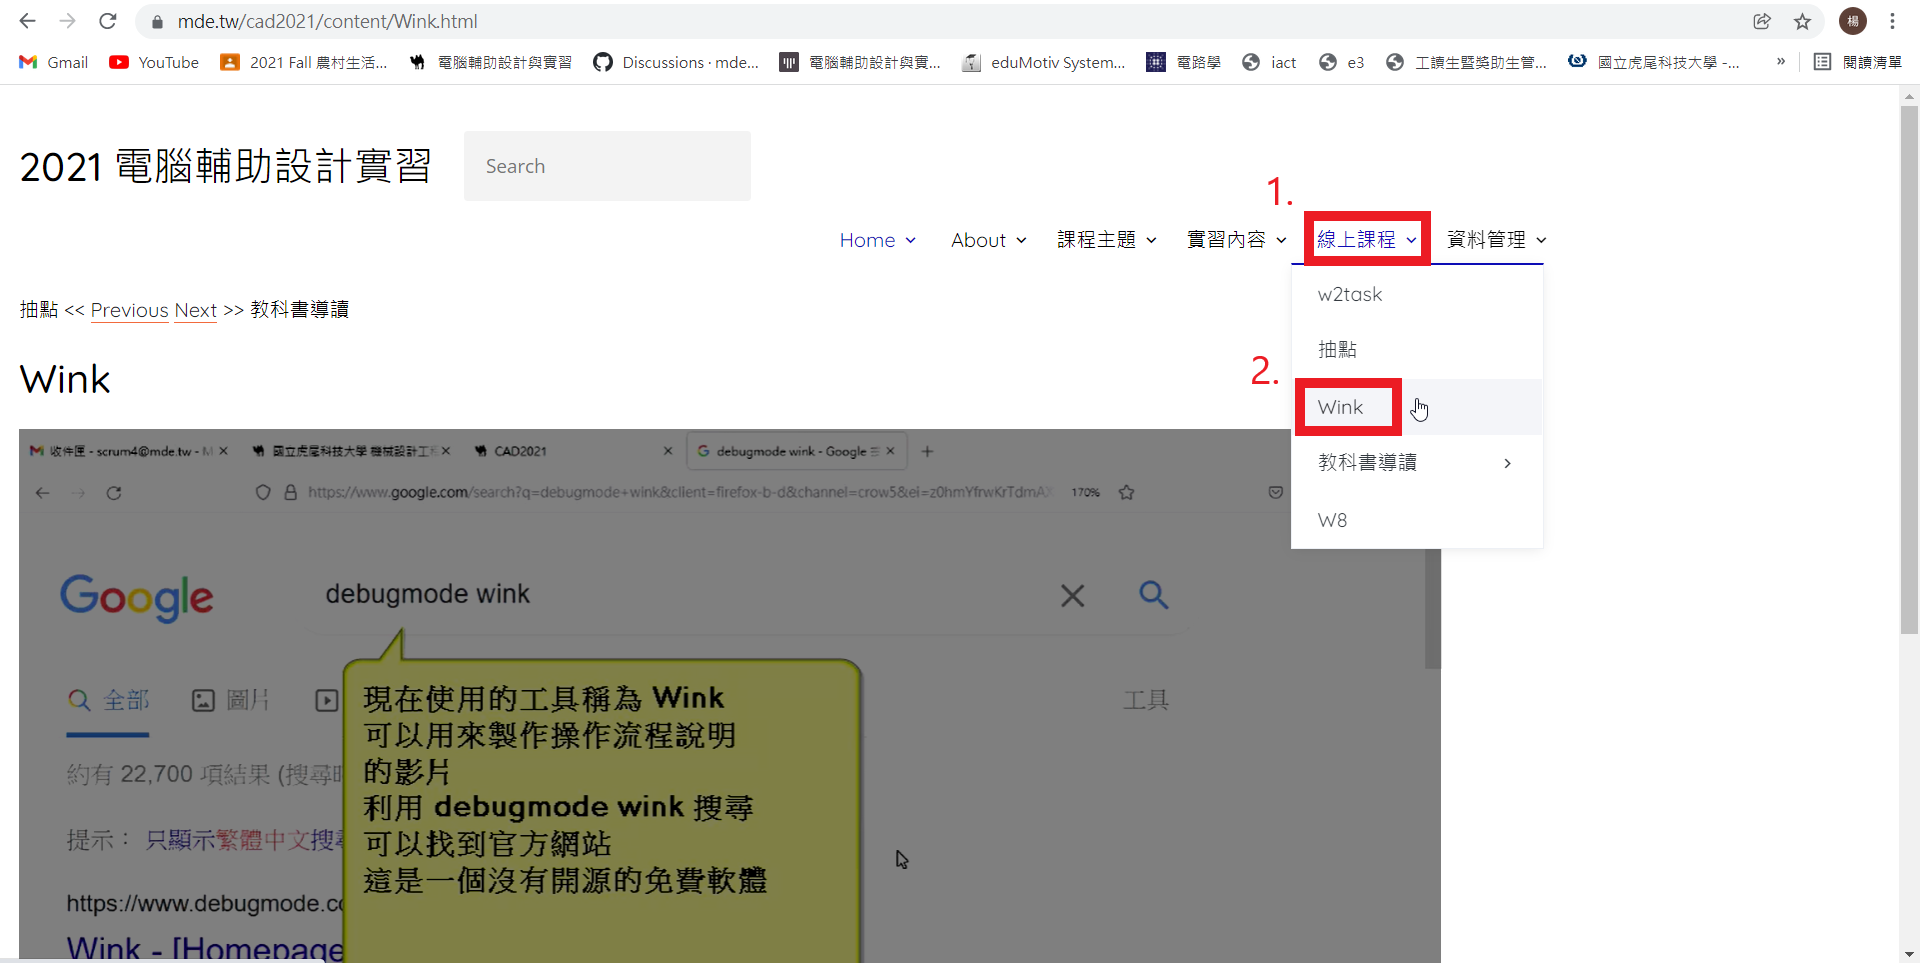 mde.tw/cad2021/content/Wink.html
楊
Gmail
YouTube
2021 Fall 農村生活...
電腦輔助設計與實習
Discussions · mde...
電腦輔助設計與實...
eduMotiv System...
電路學
iact
e3
工讀生暨獎助生管...
國立虎尾科技大學 -...
»
閱讀清單
2021 電腦輔助設計實習
Search
1.
Home
About
課程主題
實習內容
線上課程
資料管理
w2task
抽點
2.
Wink
教科書導讀
W8
抽點 << Previous Next >> 教科書導讀
Wink
收件匣 - scrum4@mde.tw - M
國立虎尾科技大學 機械設計工程
CAD2021
debugmode wink - Google
https://www.google.com/search?q=debugmode+wink&client=firefox-b-d&channel=crow5&ei=z0hmYfrwKrTdmA
170%
Google
debugmode wink
全部
圖片
工具
現在使用的工具稱為 Wink
可以用來製作操作流程說明
的影片
利用 debugmode wink 搜尋
可以找到官方網站
這是一個沒有開源的免費軟體
約有 22,700 項結果 (搜尋
提示： 只顯示繁體中文搜尋
https://www.debugmode.co
Wink - [Homepage